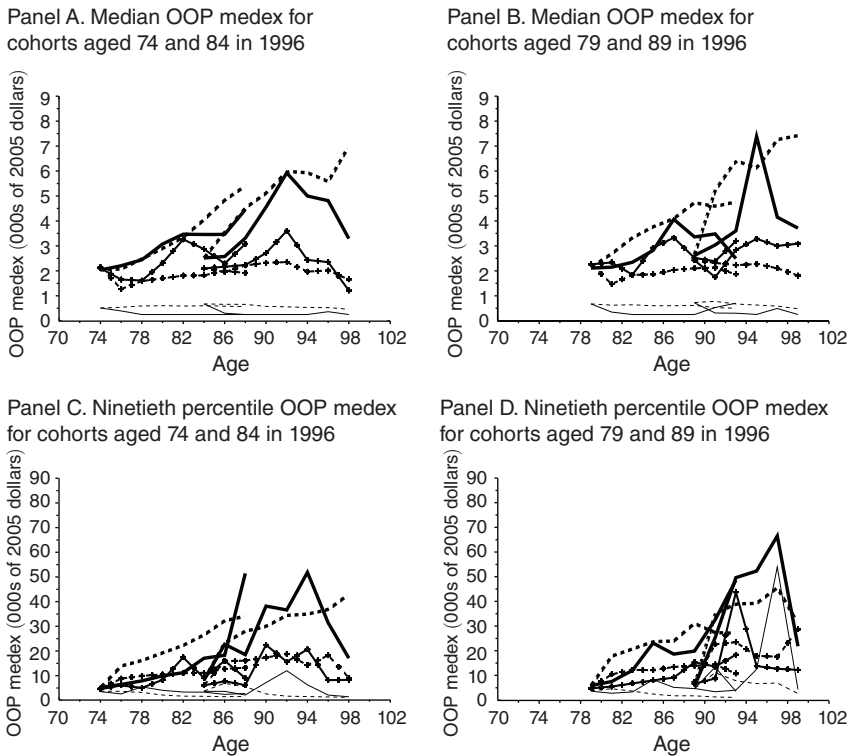 Panel A. Median OOP medex for
cohorts aged 74 and 84 in 1996
OOP medex (000s of 2005 dollars)
9
8
7
6
5
4
3
2
1
0
70 74 78 82 86 90 94 98 102
Age
Panel B. Median OOP medex for
cohorts aged 79 and 89 in 1996
OOP medex (000s of 2005 dollars)
9
8
7
6
5
4
3
2
1
0
70 74 78 82 86 90 94 98 102
Age
Panel C. Ninetieth percentile OOP medex
for cohorts aged 74 and 84 in 1996
OOP medex (000s of 2005 dollars)
90
80
70
60
50
40
30
20
10
0
70 74 78 82 86 90 94 98 102
Age
Panel D. Ninetieth percentile OOP medex
for cohorts aged 79 and 89 in 1996
OOP medex (000s of 2005 dollars)
90
80
70
60
50
40
30
20
10
0
70 74 78 82 86 90 94 98 102
Age